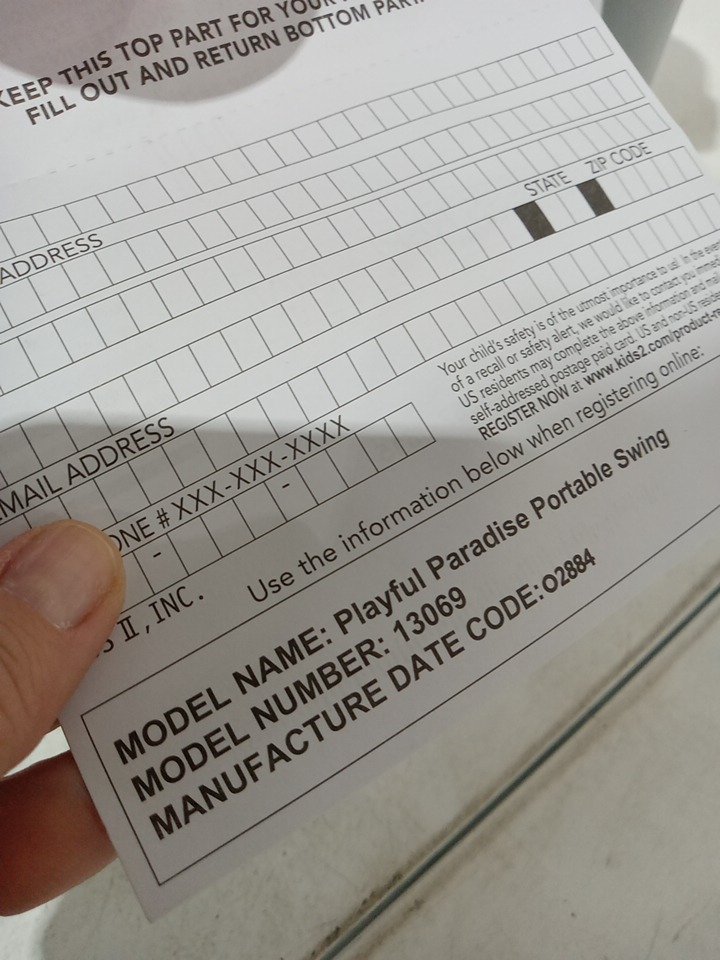 KEEP THIS TOP PART FOR YOUR
FILL OUT AND RETURN BOTTOM PART.
ADDRESS
STATE ZIP CODE
EMAIL ADDRESS
ONE # XXX-XXX-XXXX
- -
Your child's safety is of the utmost importance to us! In the
of a recall or safety alert, we would like to contact you
US residents may complete the above information and
self-addressed postage paid card. US and non-US
REGISTER NOW at www.kids2.com/product-
Use the information below when registering online:
S II, INC.
MODEL NAME: Playful Paradise Portable Swing
MODEL NUMBER: 13069
MANUFACTURE DATE CODE:O2884